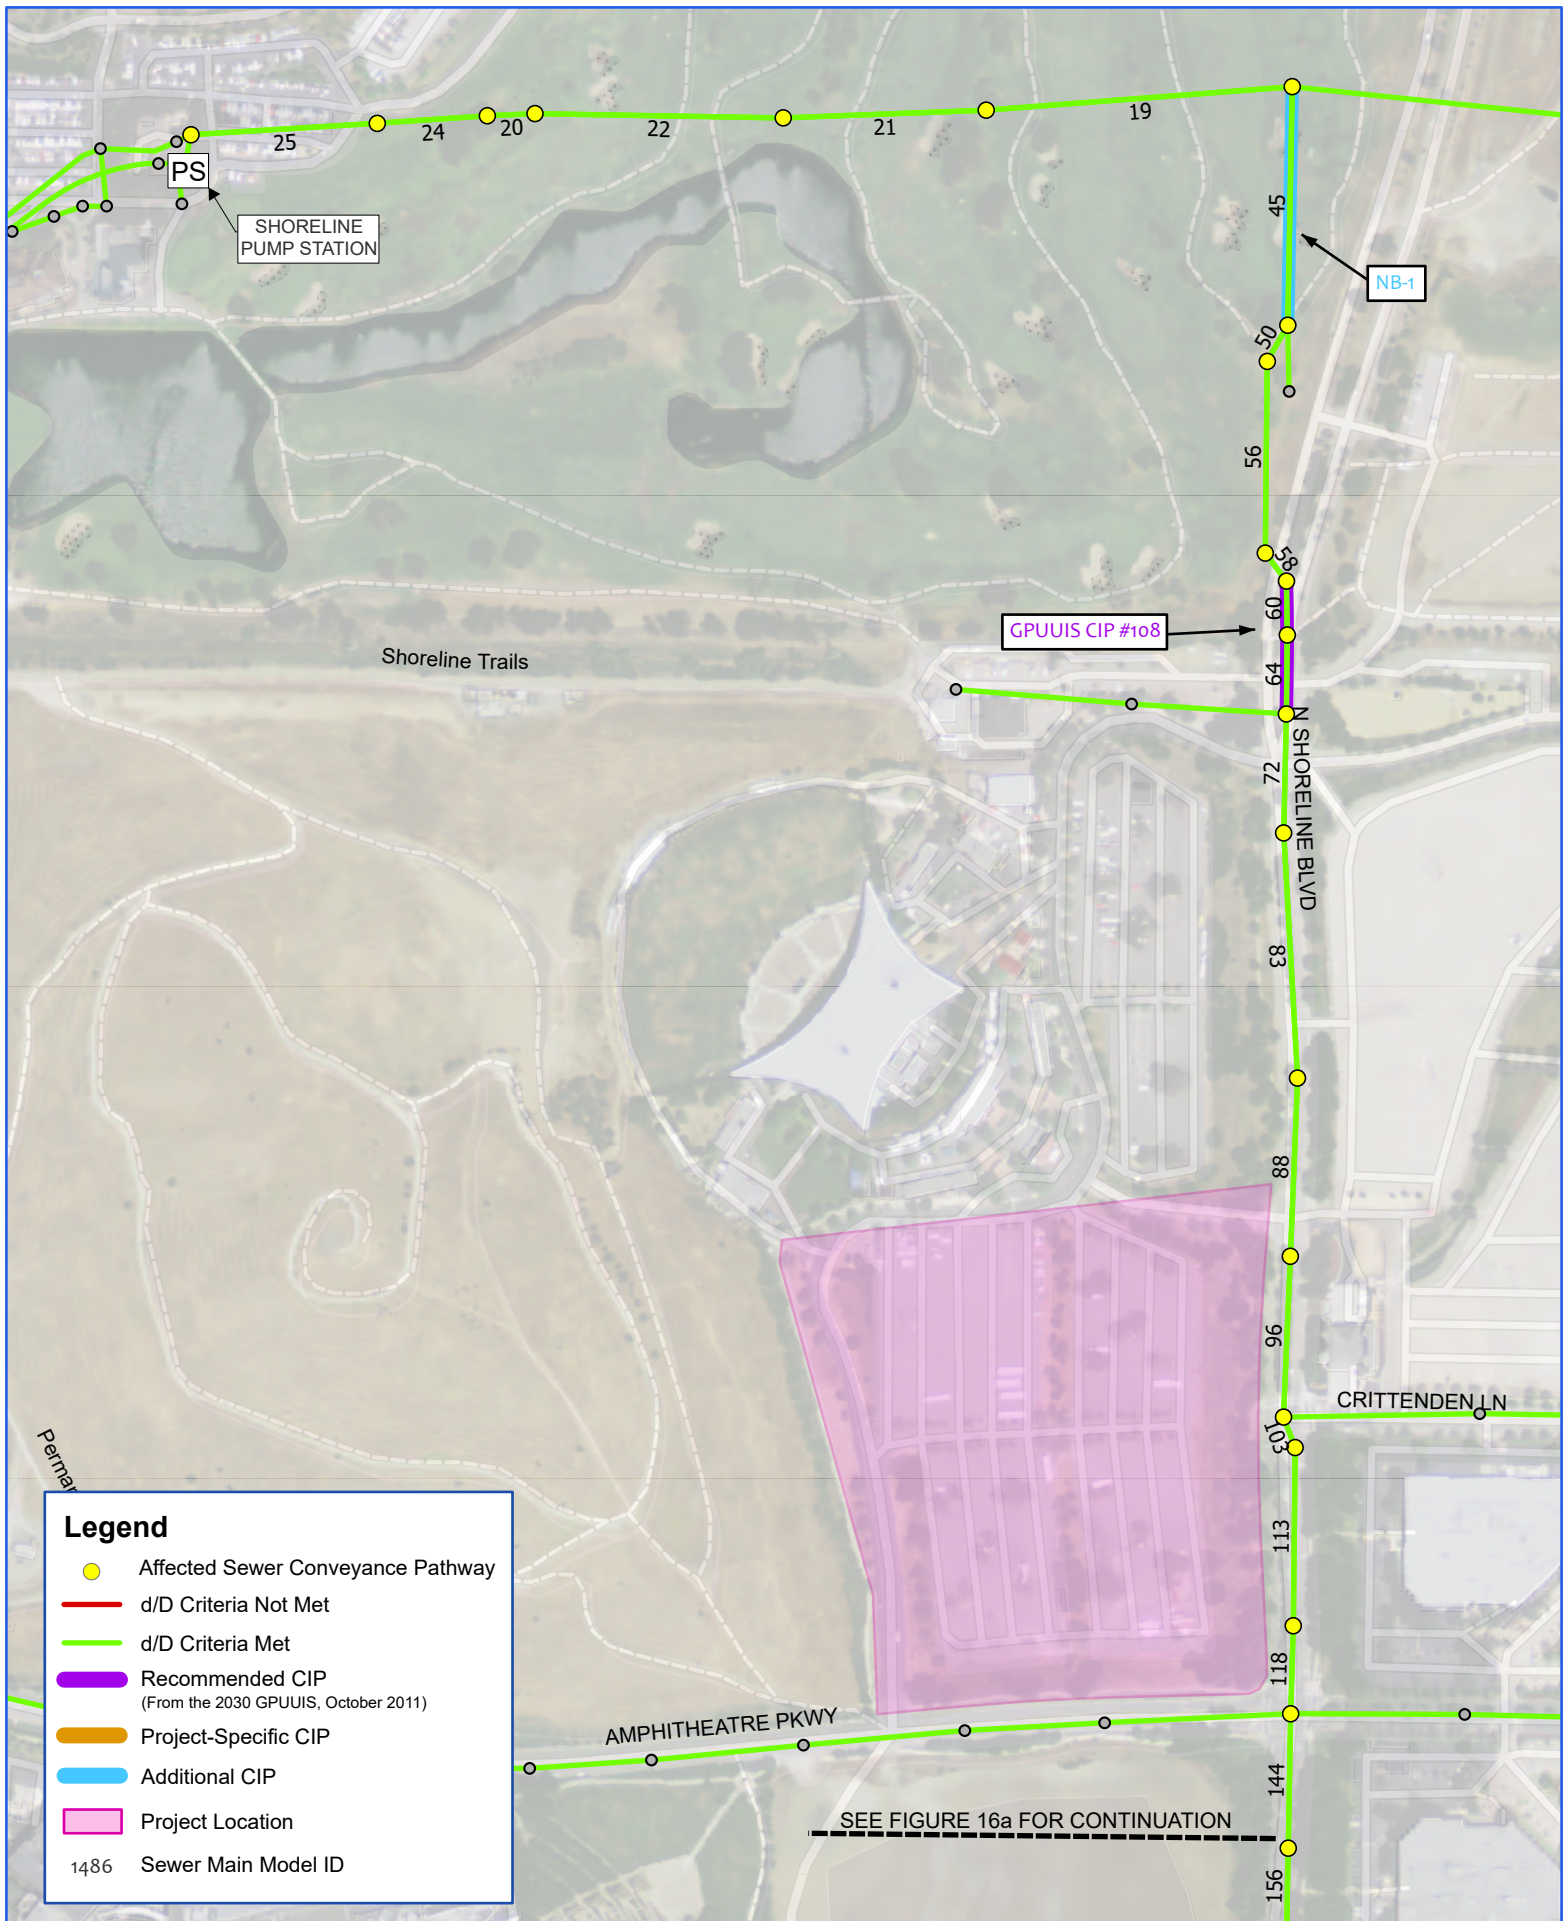 25
24
20
22
21
19
PS
SHORELINE
PUMP STATION
45
NB-1
50
56
58
60
GPUUIS CIP #108
64
Shoreline Trails
N SHORELINE BLVD
72
83
88
96
CRITTENDEN LN
103
113
118
AMPHITHEATRE PKWY
144
SEE FIGURE 16a FOR CONTINUATION
156
Permar
Legend
Affected Sewer Conveyance Pathway
d/D Criteria Not Met
d/D Criteria Met
Recommended CIP
(From the 2030 GPUUIS, October 2011)
Project-Specific CIP
Additional CIP
Project Location
1486 Sewer Main Model ID